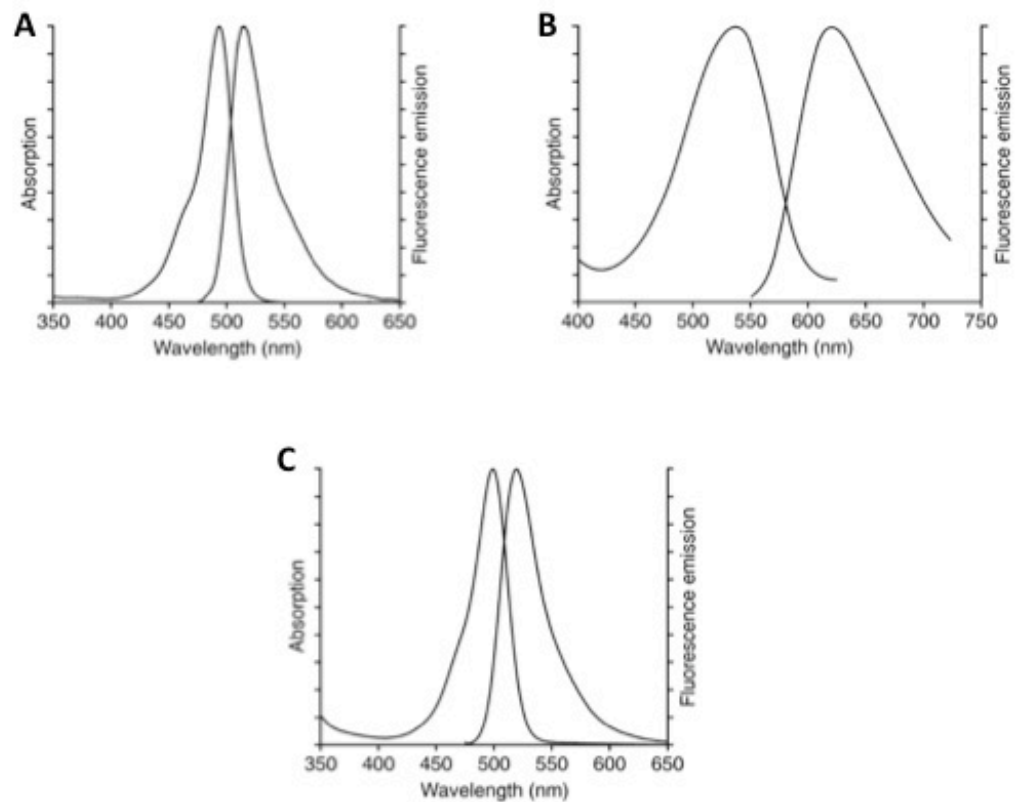 A
Absorption
Fluorescence emission
350 400 450 500 550 600 650
Wavelength (nm)
B
Absorption
Fluorescence emission
400 450 500 550 600 650 700 750
Wavelength (nm)
C
Absorption
Fluorescence emission
350 400 450 500 550 600 650
Wavelength (nm)